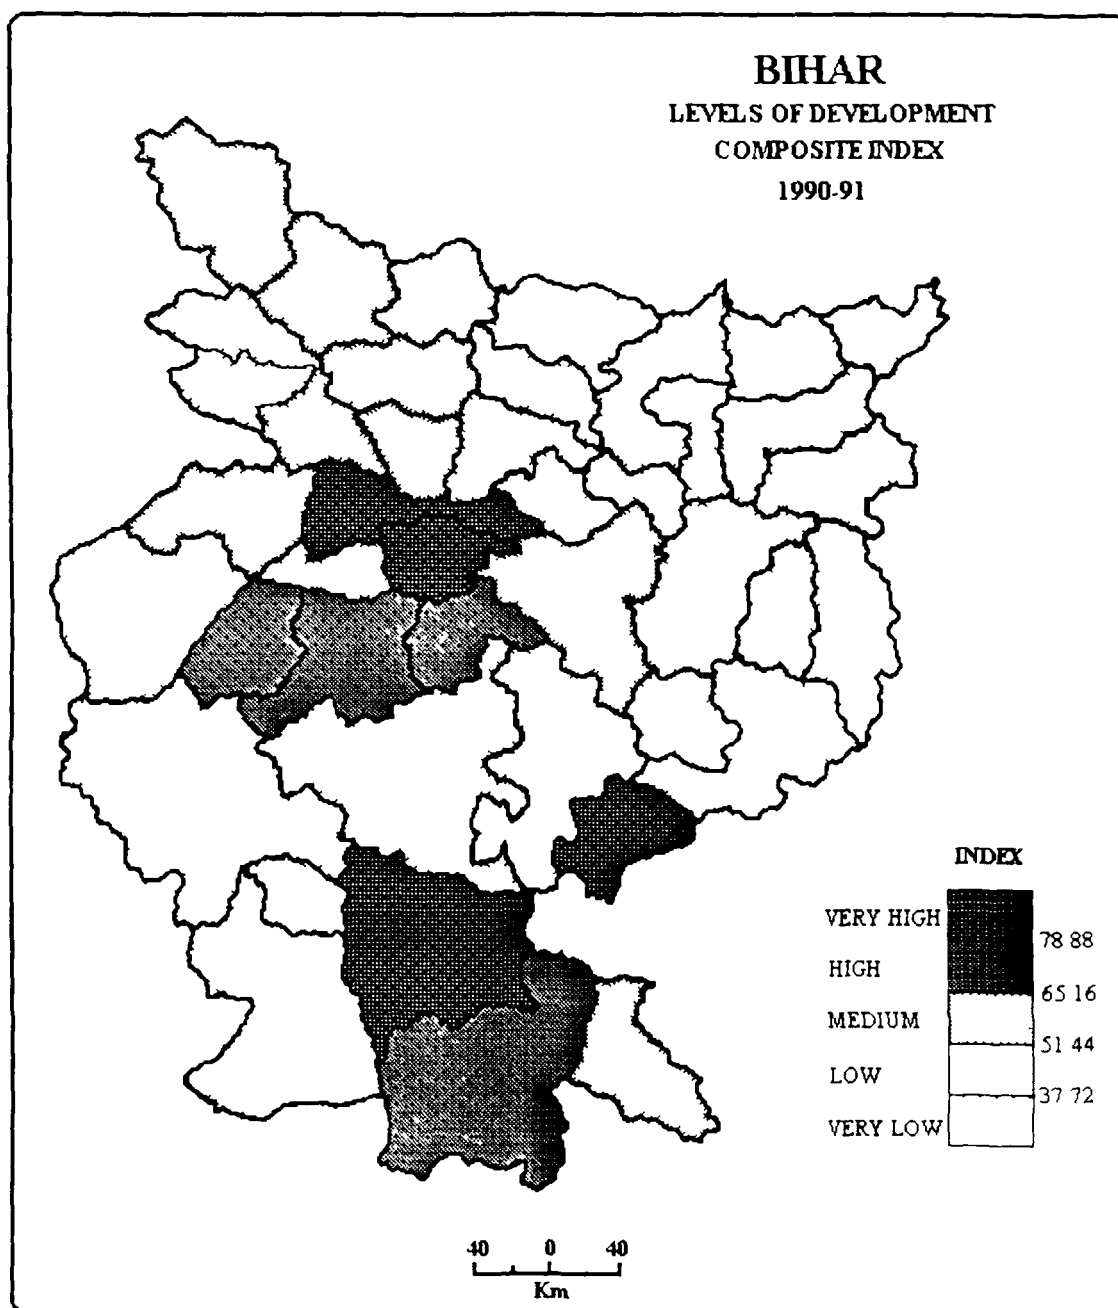 BIHAR
LEVELS OF DEVELOPMENT
COMPOSITE INDEX
1990-91
INDEX
VERY HIGH
78 88
HIGH
65 16
MEDIUM
51 44
LOW
37 72
VERY LOW
40 0 40
Km